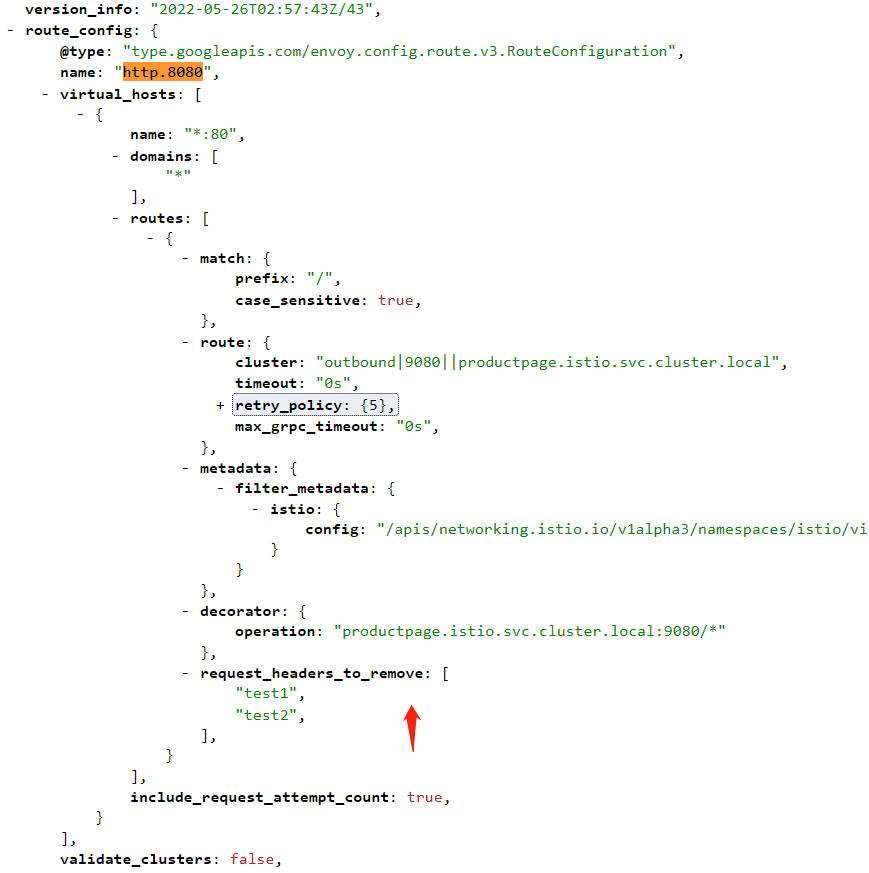 version_info: "2022-05-26T02:57:43Z/43",
- route_config: {
@type: "type.googleapis.com/envoy.config.route.v3.RouteConfiguration",
name: "http.8080",
- virtual_hosts: [
- {
name: "*:80",
- domains: [
"*"
],
- routes: [
- {
- match: {
prefix: "/",
case_sensitive: true,
},
- route: {
cluster: "outbound|9080||productpage.istio.svc.cluster.local",
timeout: "0s",
+ retry_policy: {5},
max_grpc_timeout: "0s",
},
- metadata: {
- filter_metadata: {
- istio: {
config: "/apis/networking.istio.io/v1alpha3/namespaces/istio/vi
}
}
},
- decorator: {
operation: "productpage.istio.svc.cluster.local:9080/*"
},
- request_headers_to_remove: [
"test1",
"test2",
],
}
],
include_request_attempt_count: true,
}
],
validate_clusters: false,